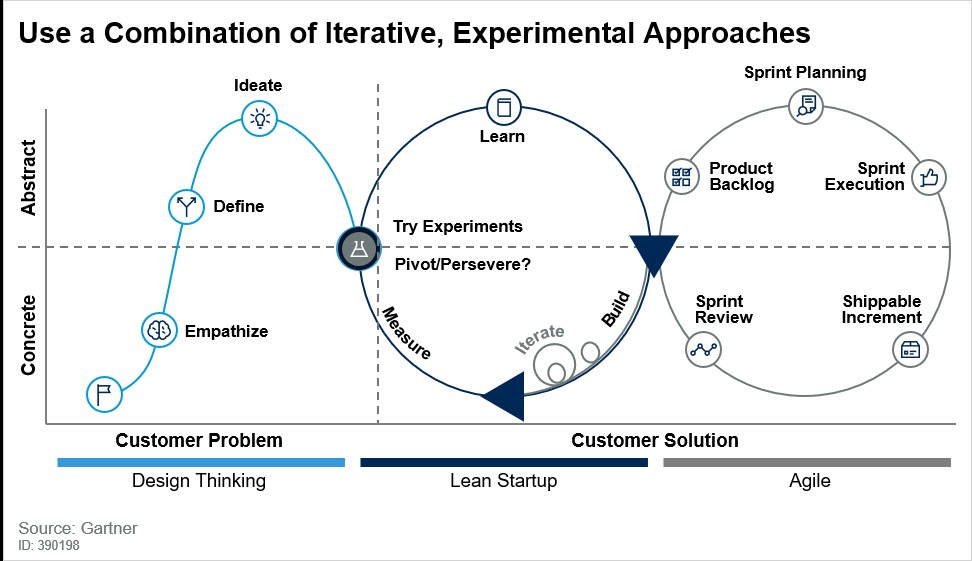 Use a Combination of Iterative, Experimental Approaches
Ideate
Sprint Planning
Learn
Abstract
Product
Backlog
Sprint
Execution
Define
Try Experiments
Pivot/Persevere?
Concrete
Empathize
Measure
Iterate
Build
Sprint
Review
Shippable
Increment
Customer Problem
Customer Solution
Design Thinking
Lean Startup
Agile
Source: Gartner
ID: 390198